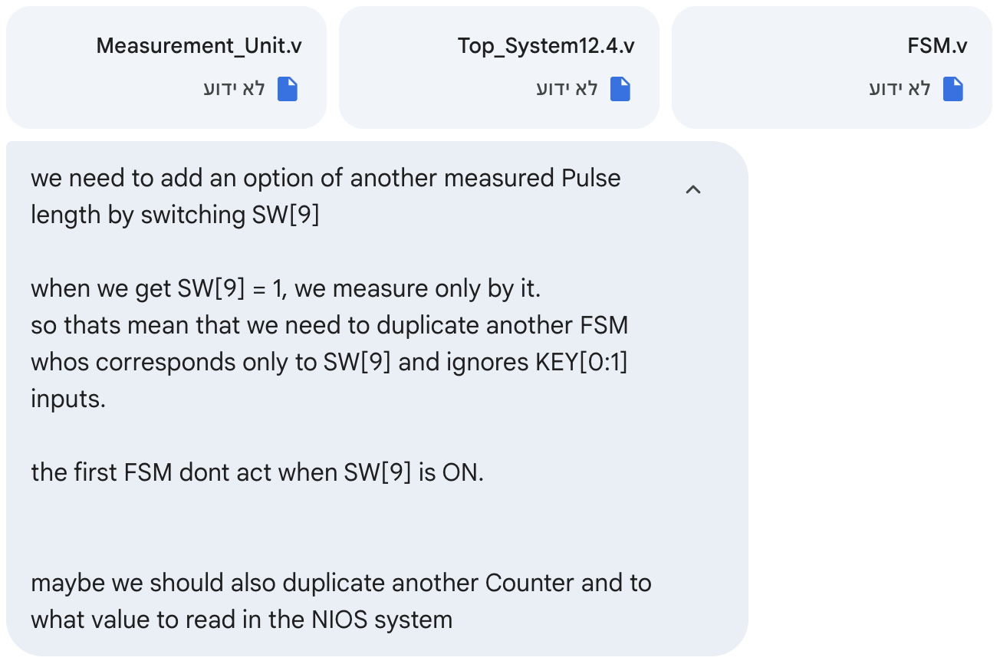 Measurement_Unit.v
לא ידוע
Top_System12.4.v
לא ידוע
FSM.v
לא ידוע
we need to add an option of another measured Pulse
length by switching SW[9]
when we get SW[9] = 1, we measure only by it.
so thats mean that we need to duplicate another FSM
whos corresponds only to SW[9] and ignores KEY[0:1]
inputs.
the first FSM dont act when SW[9] is ON.
maybe we should also duplicate another Counter and to
what value to read in the NIOS system